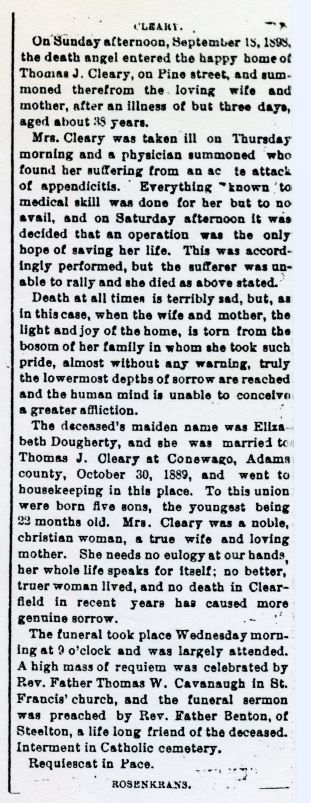 CLEARY.
On Sunday afternoon, September 18, 1898,
the death angel entered the happy home of
Thomas J. Cleary, on Pine street, and sum-
moned therefrom the loving wife and
mother, after an illness of but three days,
aged about 38 years.
Mrs. Cleary was taken ill on Thursday
morning and a physician summoned who
found her suffering from an ac te attack
of appendicitis. Everything known to
medical skill was done for her but to no
avail, and on Saturday afternoon it was
decided that an operation was the only
hope of saving her life. This was accord-
ingly performed, but the sufferer was un-
able to rally and she died as above stated.
Death at all times is terribly sad, but, as
in this case, when the wife and mother, the
light and joy of the home, is torn from the
bosom of her family in whom she took such
pride, almost without any warning, truly
the lowermost depths of sorrow are reached
and the human mind is unable to conceive
a greater affliction.
The deceased's maiden name was Eliza-
beth Dougherty, and she was married to
Thomas J. Cleary at Conewago, Adams
county, October 30, 1889, and went to
housekeeping in this place. To this union
were born five sons, the youngest being
22 months old. Mrs. Cleary was a noble,
christian woman, a true wife and loving
mother. She needs no eulogy at our hands,
her whole life speaks for itself; no better,
truer woman lived, and no death in Clear-
field in recent years has caused more
genuine sorrow.
The funeral took place Wednesday morn-
ing at 9 o'clock and was largely attended.
A high mass of requiem was celebrated by
Rev. Father Thomas W. Cavanaugh in St.
Francis' church, and the funeral sermon
was preached by Rev. Father Benton, of
Steelton, a life long friend of the deceased.
Interment in Catholic cemetery.
Requiescat in Pace.
ROSENKRANS.